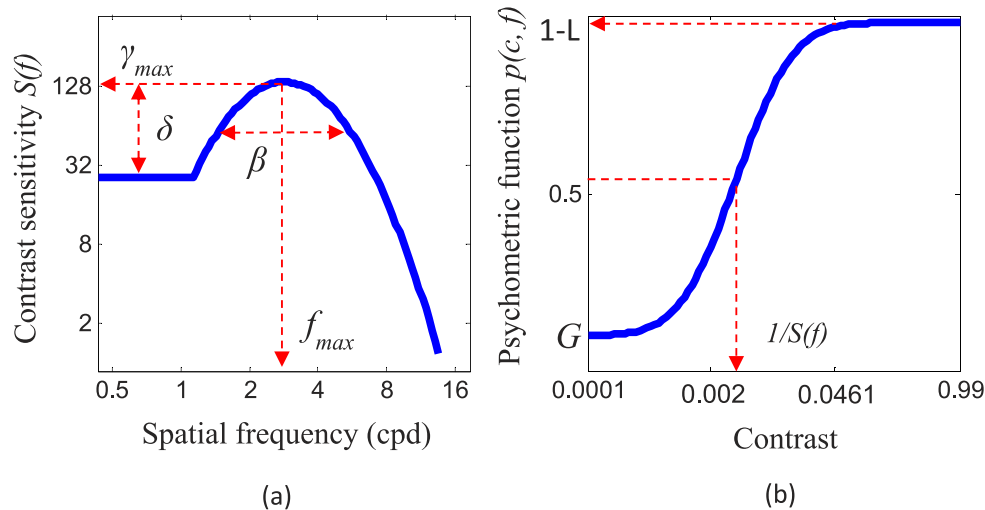 Contrast sensitivity S(f)
128
32
8
2
γmax
δ
β
fmax
0.5 1 2 4 8 16
Spatial frequency (cpd)
(a)
Psychometric function p(c, f)
1-L
0.5
G
1/S(f)
0.0001 0.002 0.0461 0.99
Contrast
(b)